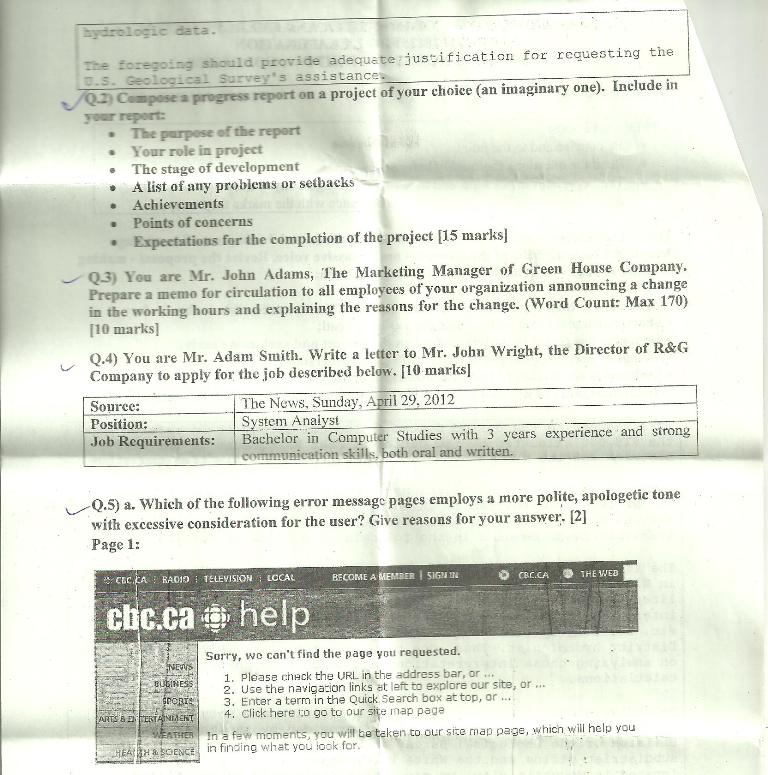 hydrologic data.
The foregoing should provide adequate justification for requesting the
U.S. Geological Survey's assistance.
Q.2) Compose a progress report on a project of your choice (an imaginary one). Include in
your report:
• The purpose of the report
• Your role in project
• The stage of development
• A list of any problems or setbacks
• Achievements
• Points of concerns
• Expectations for the completion of the project [15 marks]
Q.3) You are Mr. John Adams, The Marketing Manager of Green House Company.
Prepare a memo for circulation to all employees of your organization announcing a change
in the working hours and explaining the reasons for the change. (Word Count: Max 170)
[10 marks]
Q.4) You are Mr. Adam Smith. Write a letter to Mr. John Wright, the Director of R&G
Company to apply for the job described below. [10 marks]
Source: The News, Sunday, April 29, 2012
Position: System Analyst
Job Requirements: Bachelor in Computer Studies with 3 years experience and strong
communication skills, both oral and written.
Q.5) a. Which of the following error message pages employs a more polite, apologetic tone
with excessive consideration for the user? Give reasons for your answer. [2]
Page 1:
CBC.CA | RADIO | TELEVISION | LOCAL BECOME A MEMBER | SIGN IN CBC.CA THE WEB
cbc.ca help
Sorry, we can't find the page you requested.
1. Please check the URL in the address bar, or ...
2. Use the navigation links at left to explore our site, or ...
3. Enter a term in the Quick Search box at top, or ...
4. Click here to go to our site map page
In a few moments, you will be taken to our site map page, which will help you
in finding what you look for.
NEWS
BUSINESS
SPORTS
ARTS & ENTERTAINMENT
WEATHER
HEALTH & SCIENCE